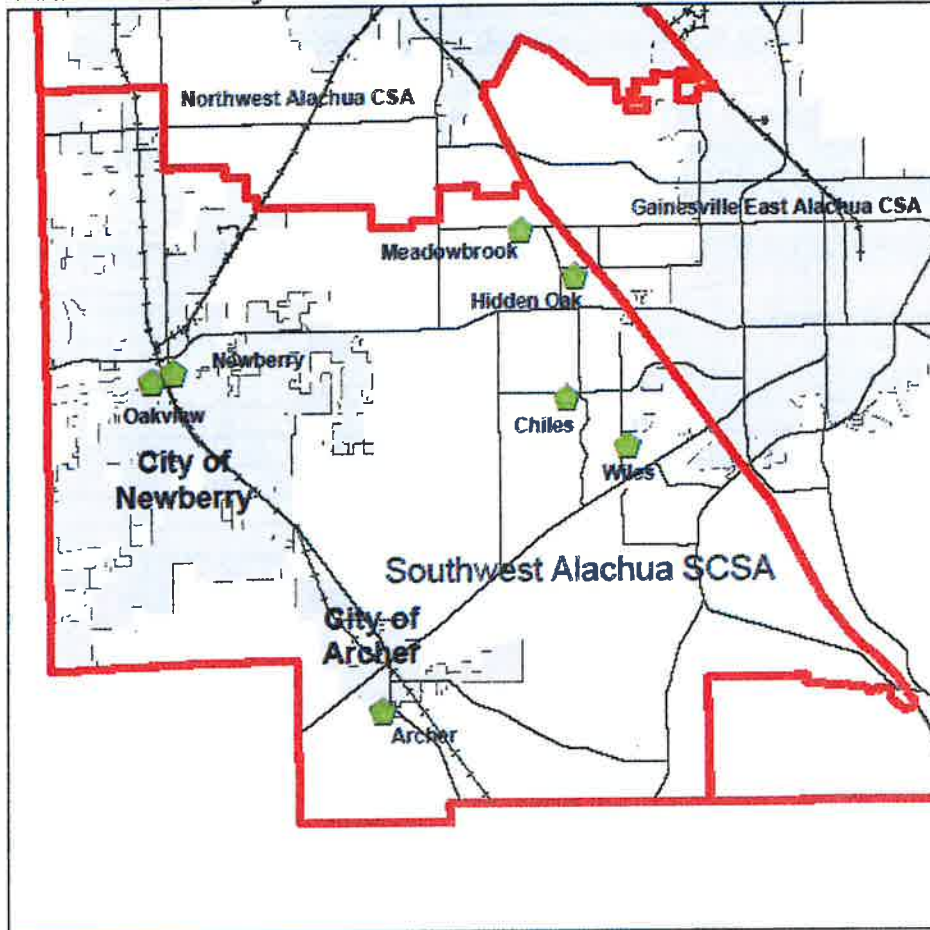 Northwest Alachua CSA
Gainesville East Alachua CSA
Meadowbrook
Hidden Oak
Newberry
Oakview
Chiles
City of
Newberry
Wiles
Southwest Alachua SCSA
City of
Archer
Archer